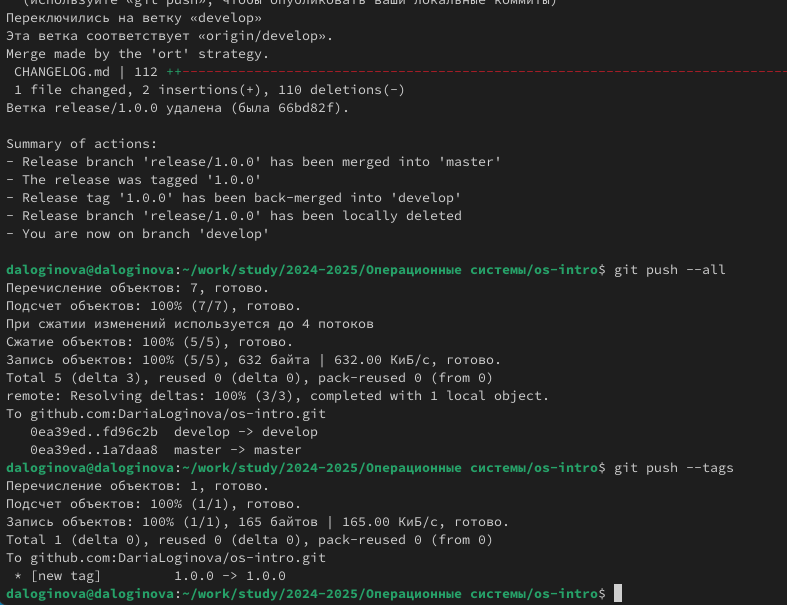 (используйте «git push», чтобы опубликовать ваши локальные коммиты)
Переключились на ветку «develop»
Эта ветка соответствует «origin/develop».
Merge made by the 'ort' strategy.
 CHANGELOG.md | 112 ++-----------------------------------------------------------------------------
 1 file changed, 2 insertions(+), 110 deletions(-)
Ветка release/1.0.0 удалена (была 66bd82f).
Summary of actions:
- Release branch 'release/1.0.0' has been merged into 'master'
- The release was tagged '1.0.0'
- Release tag '1.0.0' has been back-merged into 'develop'
- Release branch 'release/1.0.0' has been locally deleted
- You are now on branch 'develop'
daloginova@daloginova:~/work/study/2024-2025/Операционные системы/os-intro$ git push --all
Перечисление объектов: 7, готово.
Подсчет объектов: 100% (7/7), готово.
При сжатии изменений используется до 4 потоков
Сжатие объектов: 100% (5/5), готово.
Запись объектов: 100% (5/5), 632 байта | 632.00 КиБ/с, готово.
Total 5 (delta 3), reused 0 (delta 0), pack-reused 0 (from 0)
remote: Resolving deltas: 100% (3/3), completed with 1 local object.
To github.com:DariaLoginova/os-intro.git
   0ea39ed..fd96c2b  develop -> develop
   0ea39ed..1a7daa8  master -> master
daloginova@daloginova:~/work/study/2024-2025/Операционные системы/os-intro$ git push --tags
Перечисление объектов: 1, готово.
Подсчет объектов: 100% (1/1), готово.
Запись объектов: 100% (1/1), 165 байтов | 165.00 КиБ/с, готово.
Total 1 (delta 0), reused 0 (delta 0), pack-reused 0 (from 0)
To github.com:DariaLoginova/os-intro.git
 * [new tag]         1.0.0 -> 1.0.0
daloginova@daloginova:~/work/study/2024-2025/Операционные системы/os-intro$